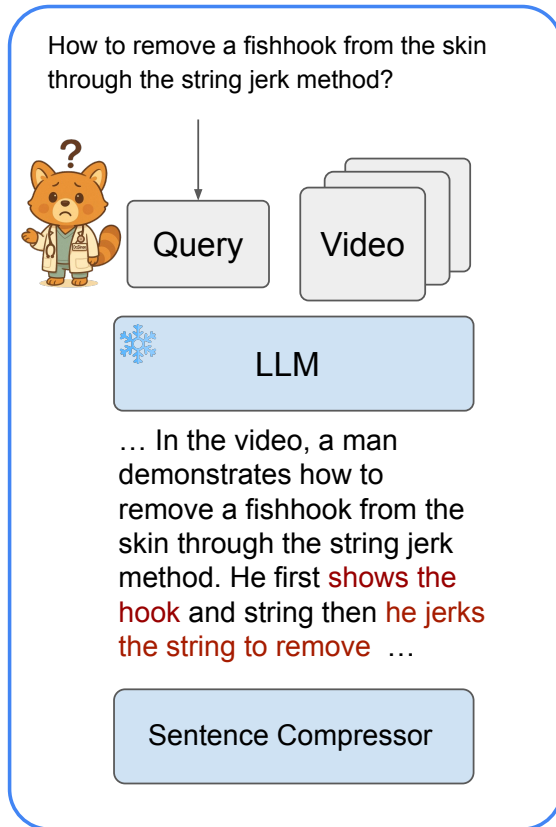 How to remove a fishhook from the skin
through the string jerk method?
?
Query
Video
LLM
… In the video, a man
demonstrates how to
remove a fishhook from the
skin through the string jerk
method. He first shows the
hook and string then he jerks
the string to remove …
Sentence Compressor